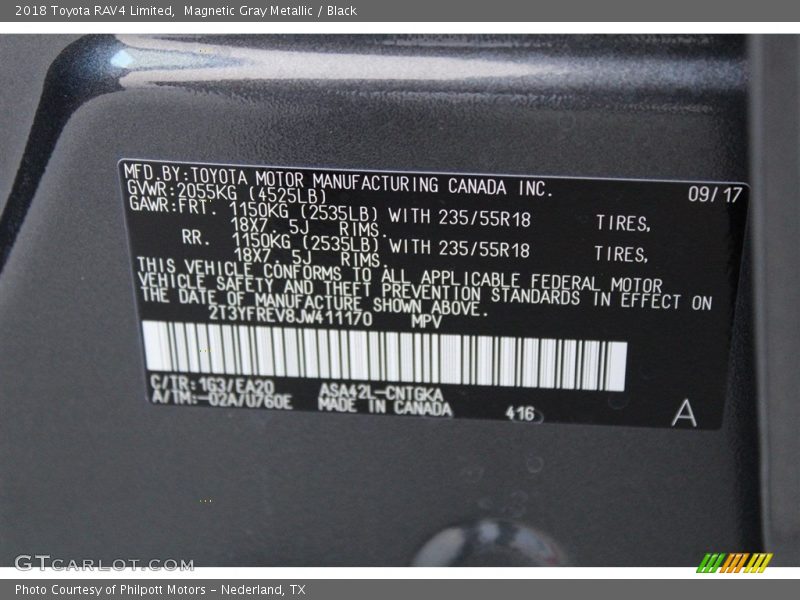 2018 Toyota RAV4 Limited, Magnetic Gray Metallic / Black
MFD.BY:TOYOTA MOTOR MANUFACTURING CANADA INC. 09/17
GVWR:2055KG (4525LB)
GAWR:FRT. 1150KG (2535LB) WITH 235/55R18 TIRES,
18X7. 5J RIMS.
RR. 1150KG (2535LB) WITH 235/55R18 TIRES,
18X7. 5J RIMS
THIS VEHICLE CONFORMS TO ALL APPLICABLE FEDERAL MOTOR
VEHICLE SAFETY AND THEFT PREVENTION STANDARDS IN EFFECT ON
THE DATE OF MANUFACTURE SHOWN ABOVE.
2T3YFREV8JW411170 MPV
C/TR:1G3/EA20 ASA42L-CNTGKA
A/TM:-02A/U760E MADE IN CANADA 416 A
GTCARLOT.COM
Photo Courtesy of Philpott Motors - Nederland, TX